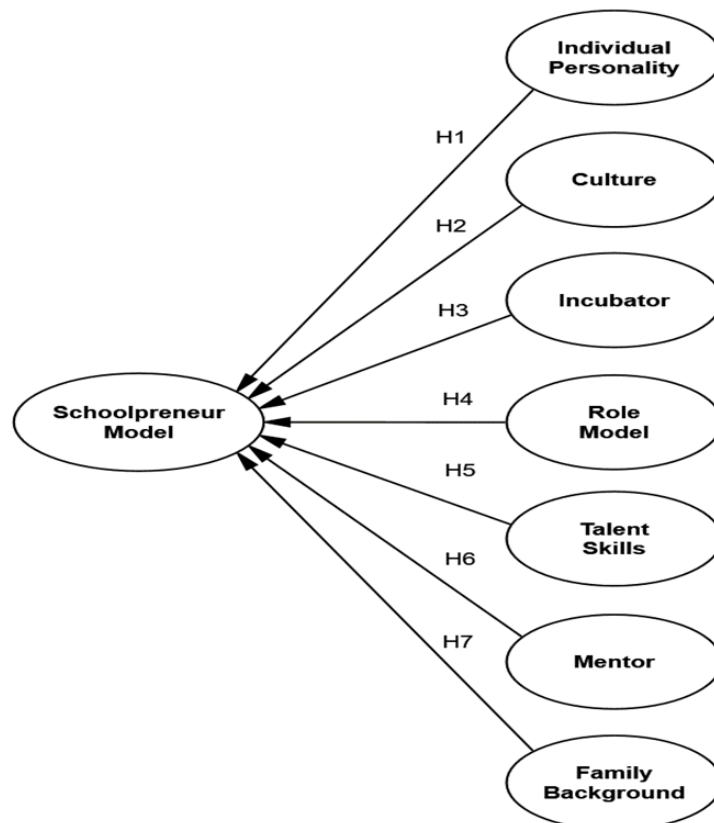 Individual
Personality
H1
Culture
H2
Incubator
H3
Schoolpreneur
Model
H4
Role
Model
H5
Talent
Skills
H6
Mentor
H7
Family
Background